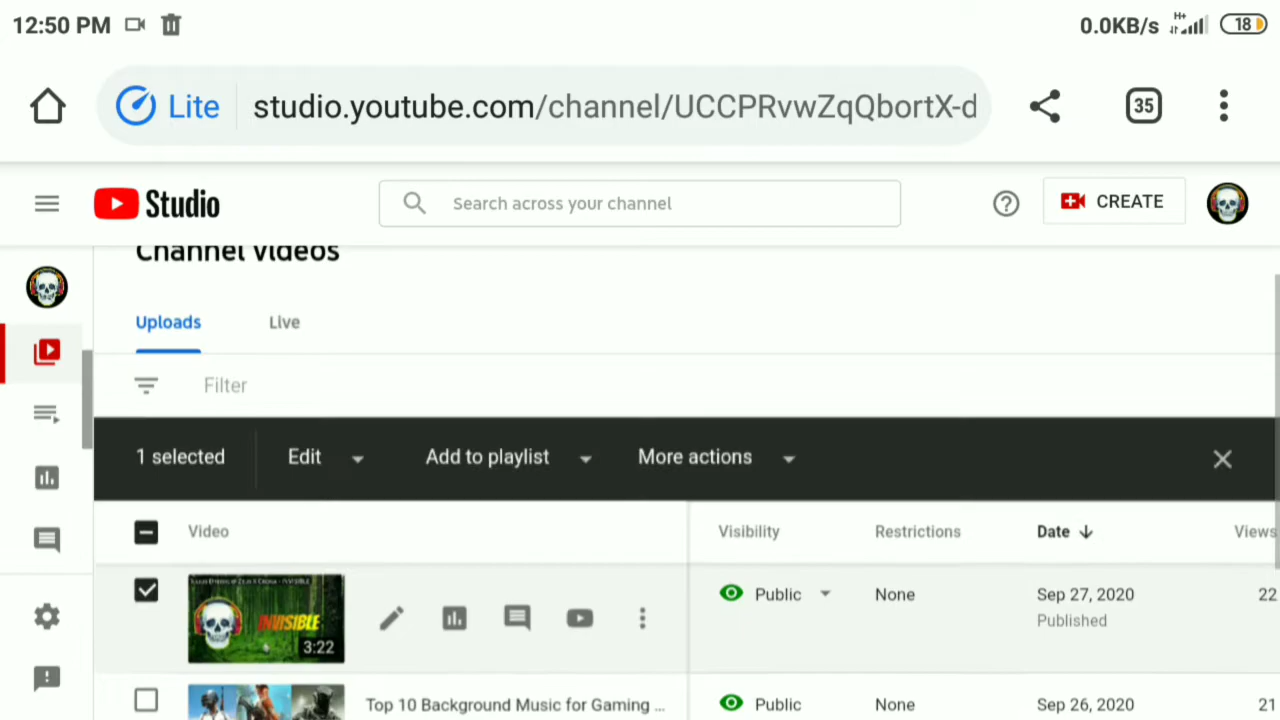 12:50 PM
0.0KB/s H+ 18
Lite studio.youtube.com/channel/UCCPRvwZqQbortX-d
35
Studio
Search across your channel
CREATE
Channel videos
Uploads Live
Filter
1 selected Edit Add to playlist More actions
Video Visibility Restrictions Date Views
INVISIBLE
3:22
Public None Sep 27, 2020 22
Published
Top 10 Background Music for Gaming ... Public None Sep 26, 2020 21